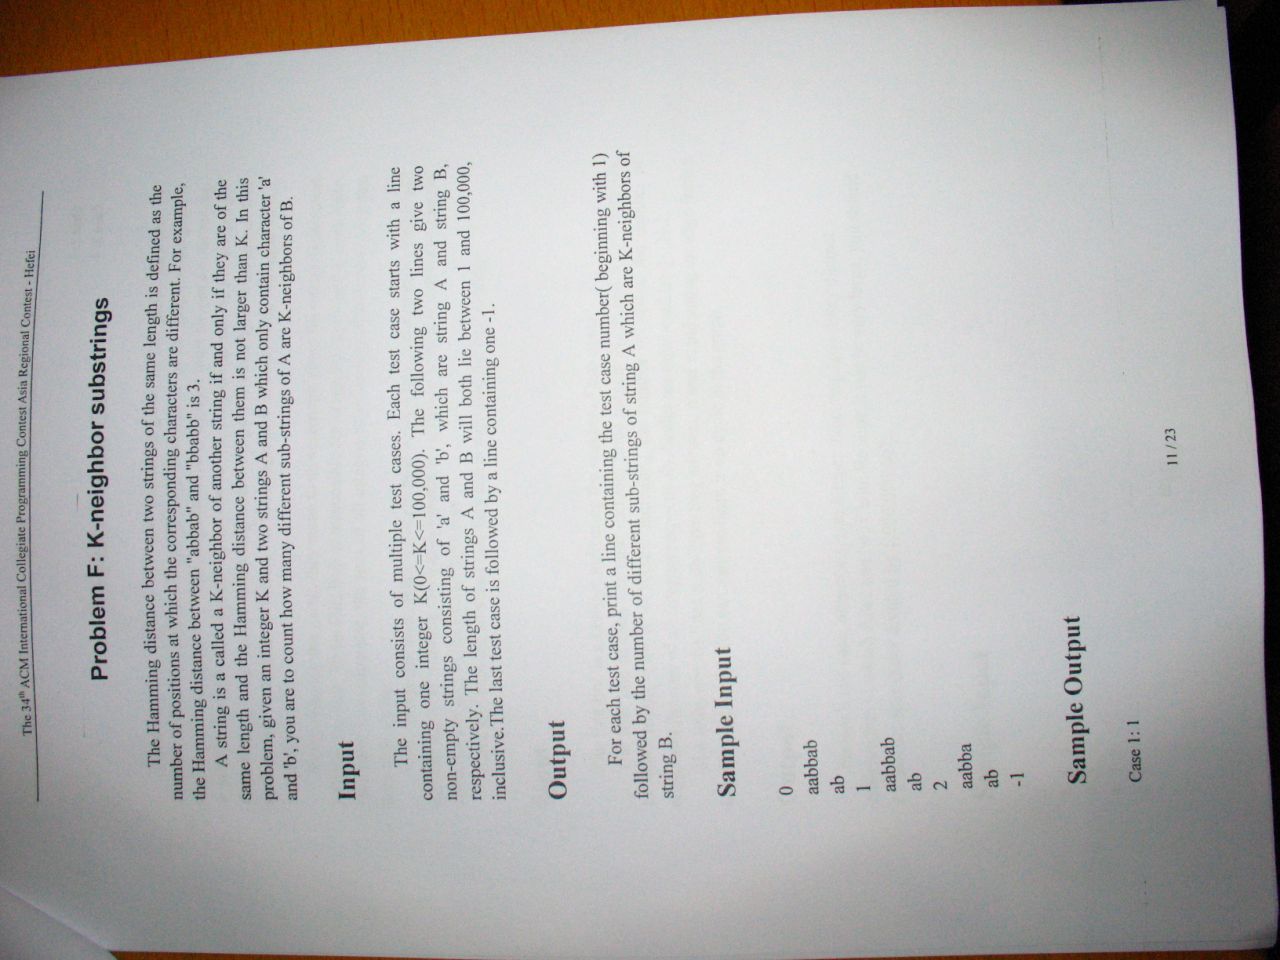 The 34th ACM International Collegiate Programming Contest Asia Regional Contest - Hefei
Problem F: K-neighbor substrings
The Hamming distance between two strings of the same length is defined as the
number of positions at which the corresponding characters are different. For example,
the Hamming distance between "abbab" and "bbabb" is 3.
A string is a called a K-neighbor of another string if and only if they are of the
same length and the Hamming distance between them is not larger than K. In this
problem, given an integer K and two strings A and B which only contain character 'a'
and 'b', you are to count how many different sub-strings of A are K-neighbors of B.
Input
The input consists of multiple test cases. Each test case starts with a line
containing one integer K(0<=K<=100,000). The following two lines give two
non-empty strings consisting of 'a' and 'b', which are string A and string B,
respectively. The length of strings A and B will both lie between 1 and 100,000,
inclusive.The last test case is followed by a line containing one -1.
Output
For each test case, print a line containing the test case number( beginning with 1)
followed by the number of different sub-strings of string A which are K-neighbors of
string B.
Sample Input
0
aabbab
ab
1
aabbbab
ab
2
aabba
ab
-1
Sample Output
Case 1: 1
11 / 23